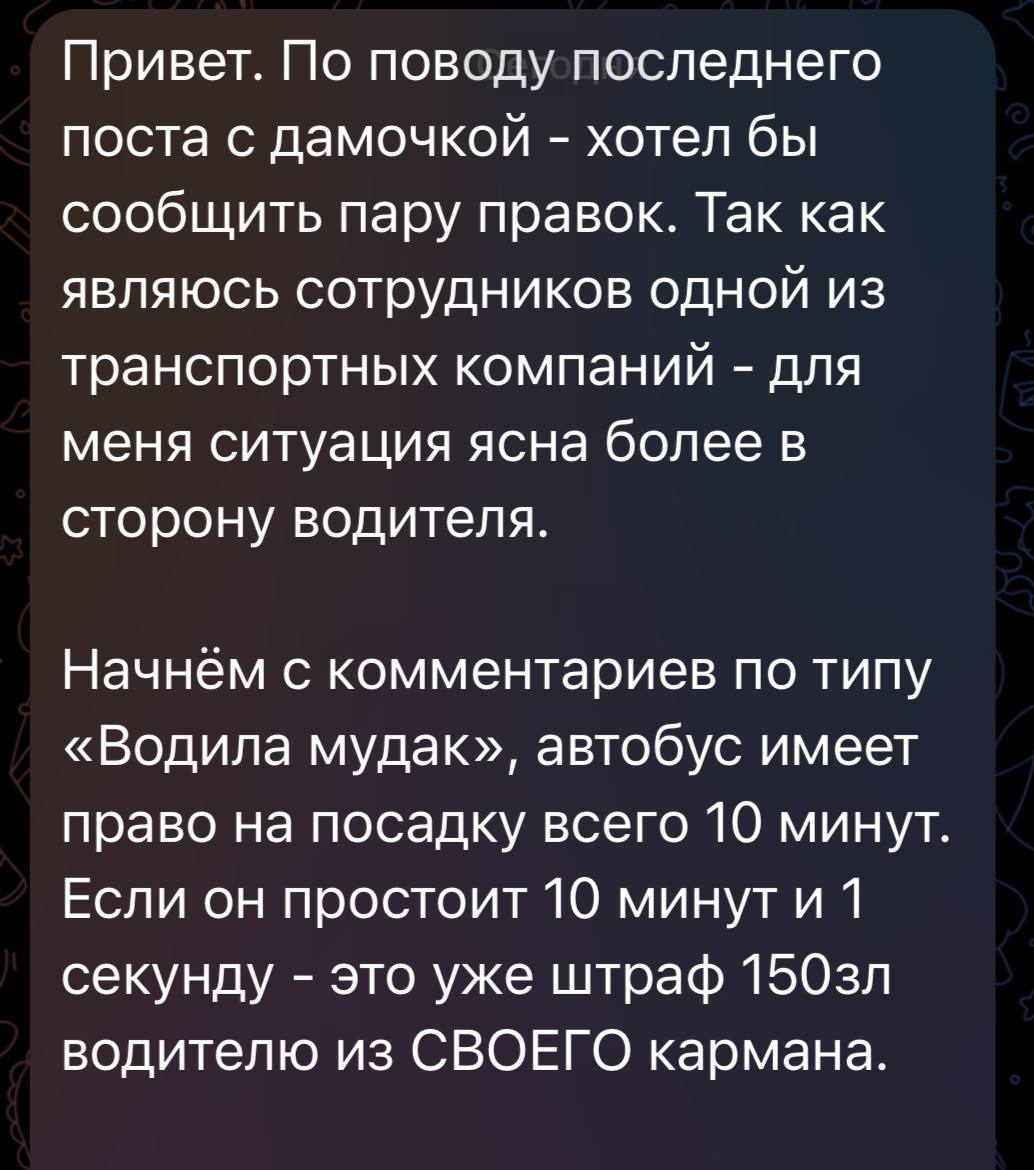 Привет. По поводу последнего
поста с дамочкой - хотел бы
сообщить пару правок. Так как
являюсь сотрудников одной из
транспортных компаний - для
меня ситуация ясна более в
сторону водителя.
Начнём с комментариев по типу
«Водила мудак», автобус имеет
право на посадку всего 10 минут.
Если он простоит 10 минут и 1
секунду - это уже штраф 150зл
водителю из СВОЕГО кармана.